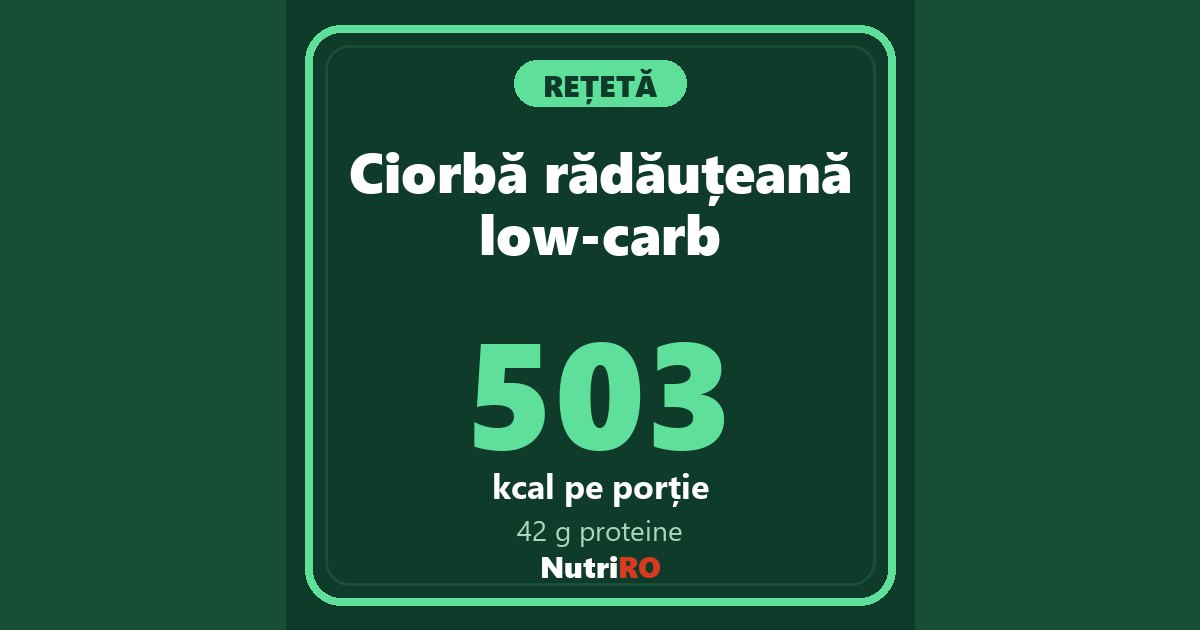 REȚETĂ
Ciorbă rădăuțeană
low-carb
503
kcal pe porție
42 g proteine
NutriRO